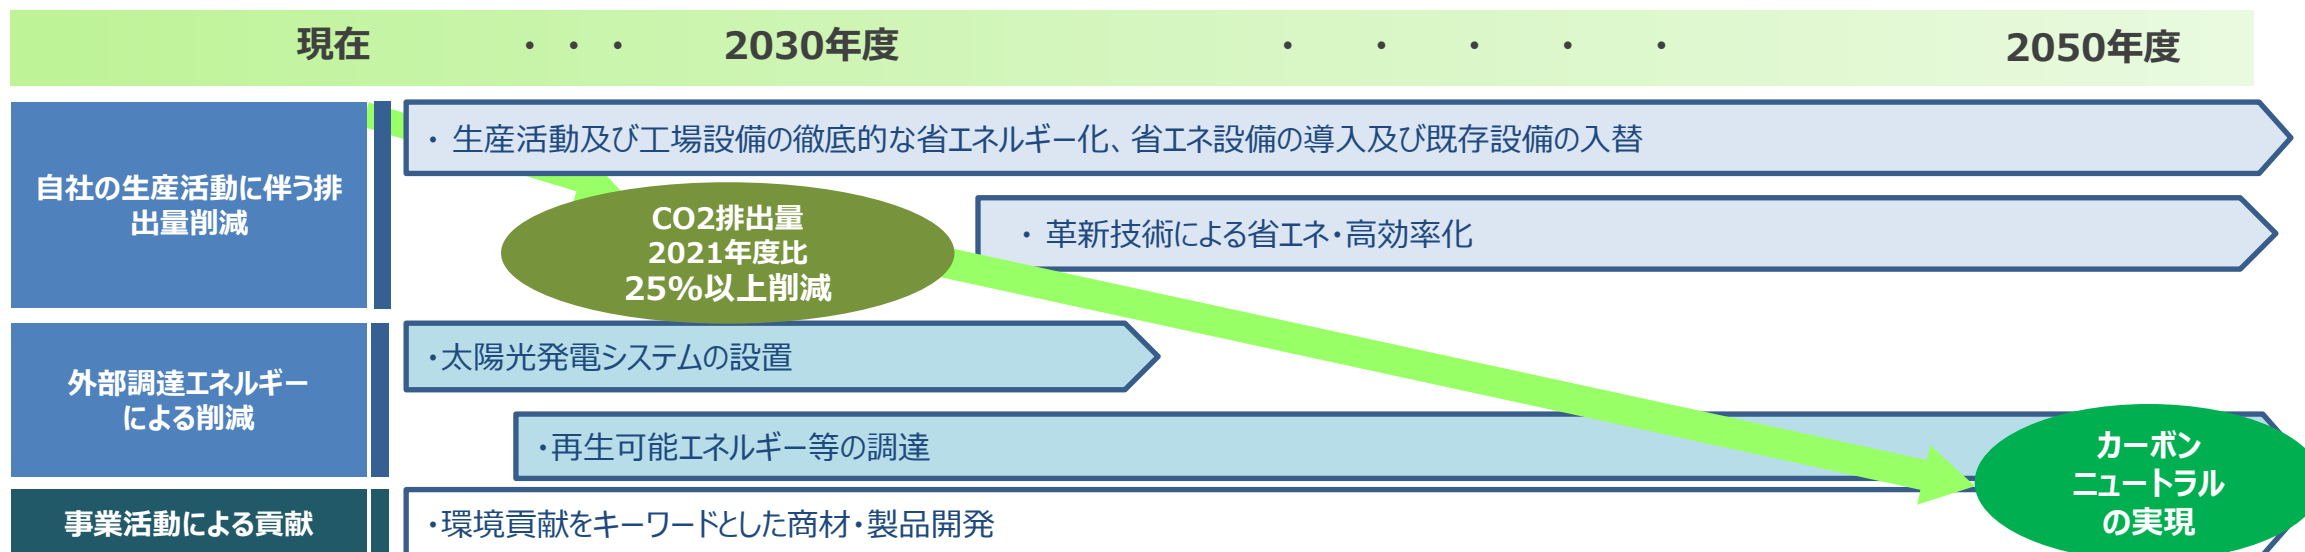 現在 ・・・ 2030年度 ・ ・ ・ ・ ・ 2050年度
自社の生産活動に伴う排
出量削減
・ 生産活動及び工場設備の徹底的な省エネルギー化、省エネ設備の導入及び既存設備の入替
CO2排出量
2021年度比
25%以上削減
・ 革新技術による省エネ・高効率化
外部調達エネルギー
による削減
・太陽光発電システムの設置
・再生可能エネルギー等の調達
カーボン
ニュートラル
の実現
事業活動による貢献
・環境貢献をキーワードとした商材・製品開発